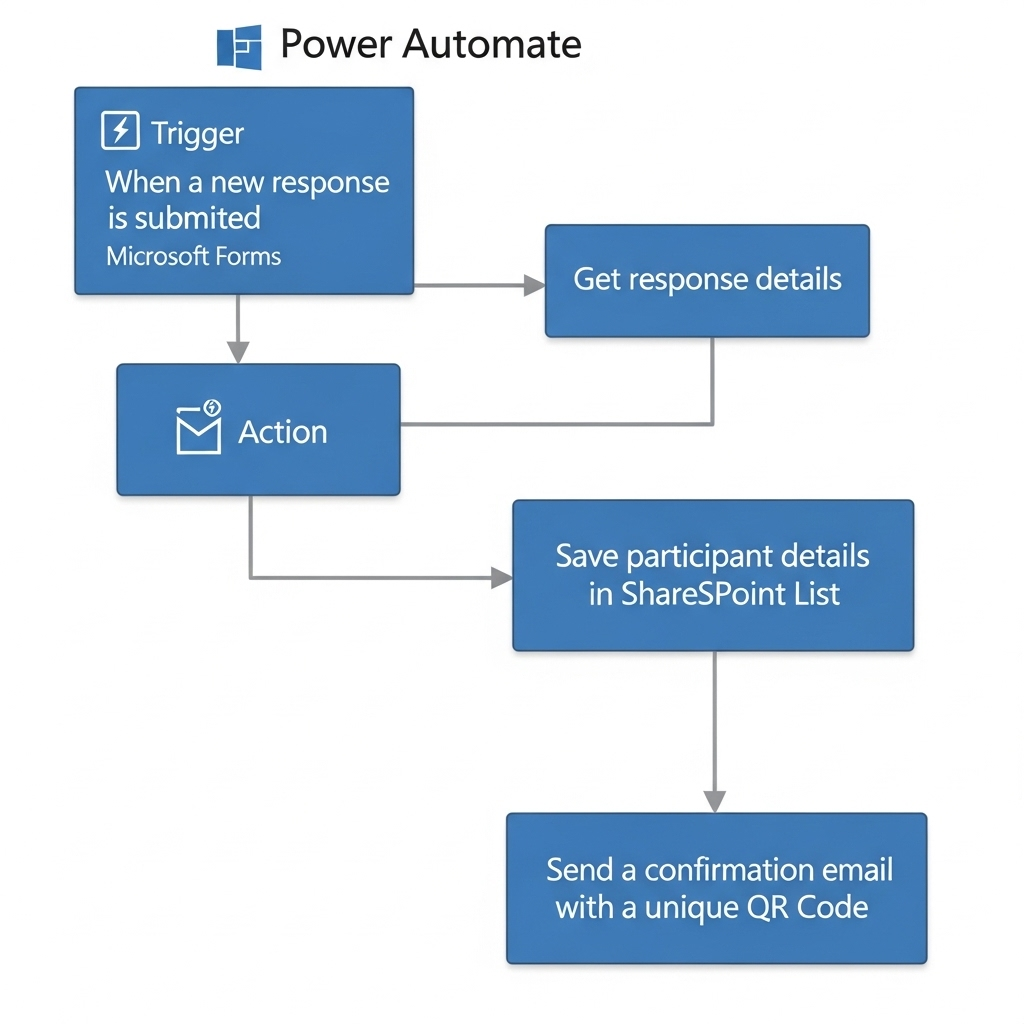 Power Automate
Trigger
When a new response
is submited
Microsoft Forms
Get response details
Action
Save participant details
in ShareSPoint List
Send a confirmation email
with a unique QR Code